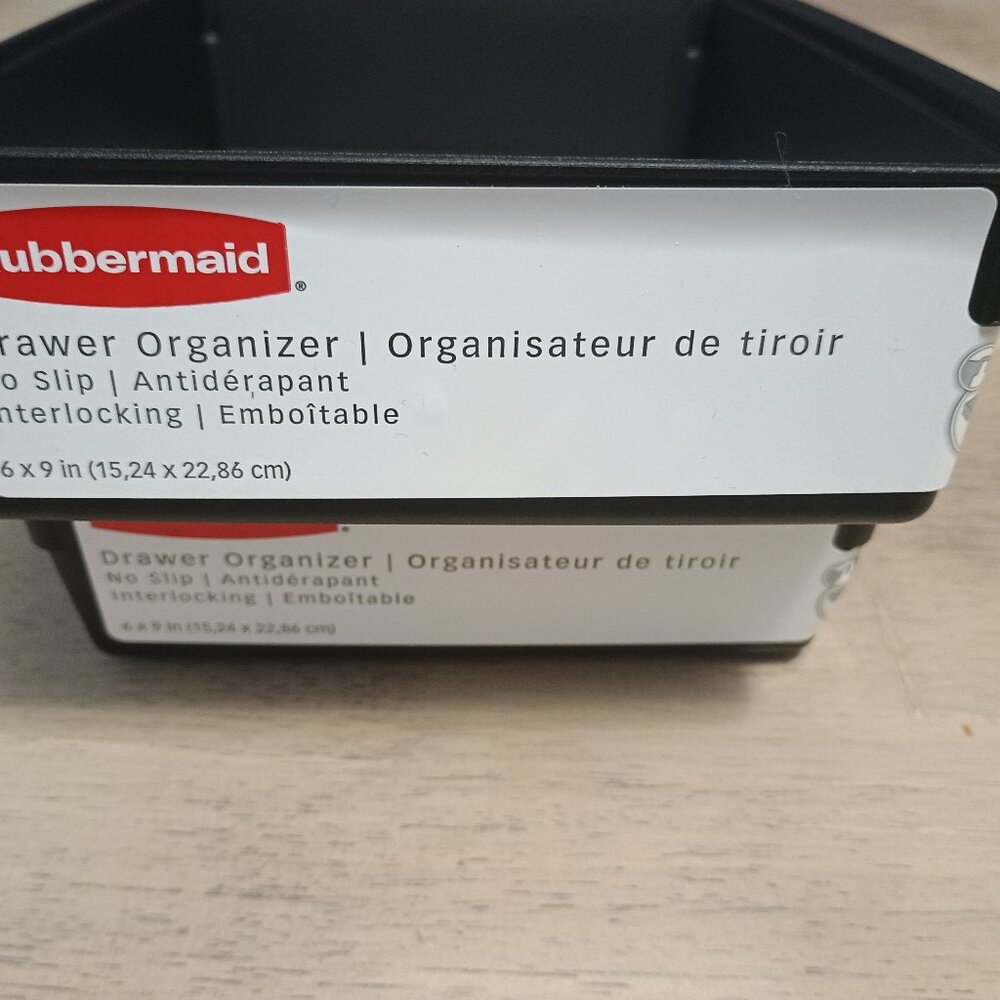 ubbermaid®
rawer Organizer | Organisateur de tiroir
o Slip | Antidérapant
nterlocking | Emboîtable
6 x 9 in (15,24 x 22,86 cm)
Drawer Organizer | Organisateur de tiroir
No Slip | Antidérapant
Interlocking | Emboîtable
6 x 9 in (15,24 x 22,86 cm)